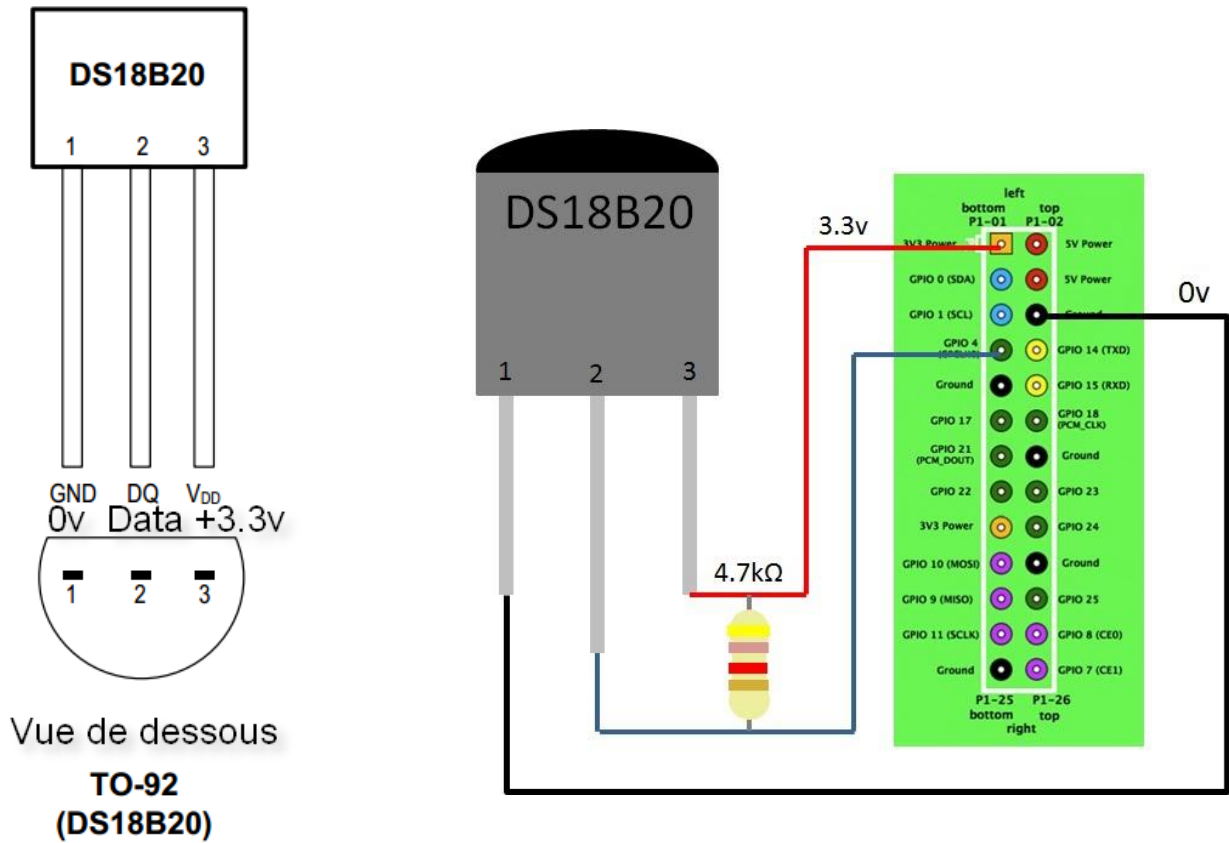 DS18B20
1 2 3
GND DQ VDD
0v Data +3.3v
1 2 3
Vue de dessous
TO-92
(DS18B20)
DS18B20
1 2 3
4.7kΩ
3.3v
0v
left
bottom top
P1-01 P1-02
3V3 Power 5V Power
GPIO 0 (SDA) 5V Power
GPIO 1 (SCL) Ground
GPIO 4 GPIO 14 (TXD)
Ground GPIO 15 (RXD)
GPIO 17 GPIO 18
(PCM_CLK)
GPIO 21 Ground
(PCM_DOUT)
GPIO 22 GPIO 23
3V3 Power GPIO 24
GPIO 10 (MOSI) Ground
GPIO 9 (MISO) GPIO 25
GPIO 11 (SCLK) GPIO 8 (CE0)
Ground GPIO 7 (CE1)
P1-25 P1-26
bottom top
right